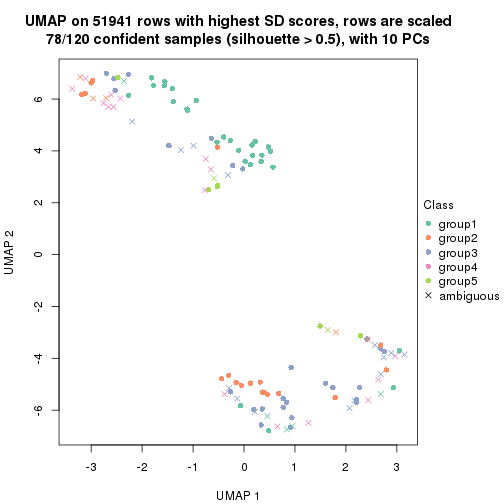 UMAP on 51941 rows with highest SD scores, rows are scaled
78/120 confident samples (silhouette > 0.5), with 10 PCs
6
4
2
0
-2
-4
-6
UMAP 2
-3
-2
-1
0
1
2
3
UMAP 1
Class
group1
group2
group3
group4
group5
ambiguous